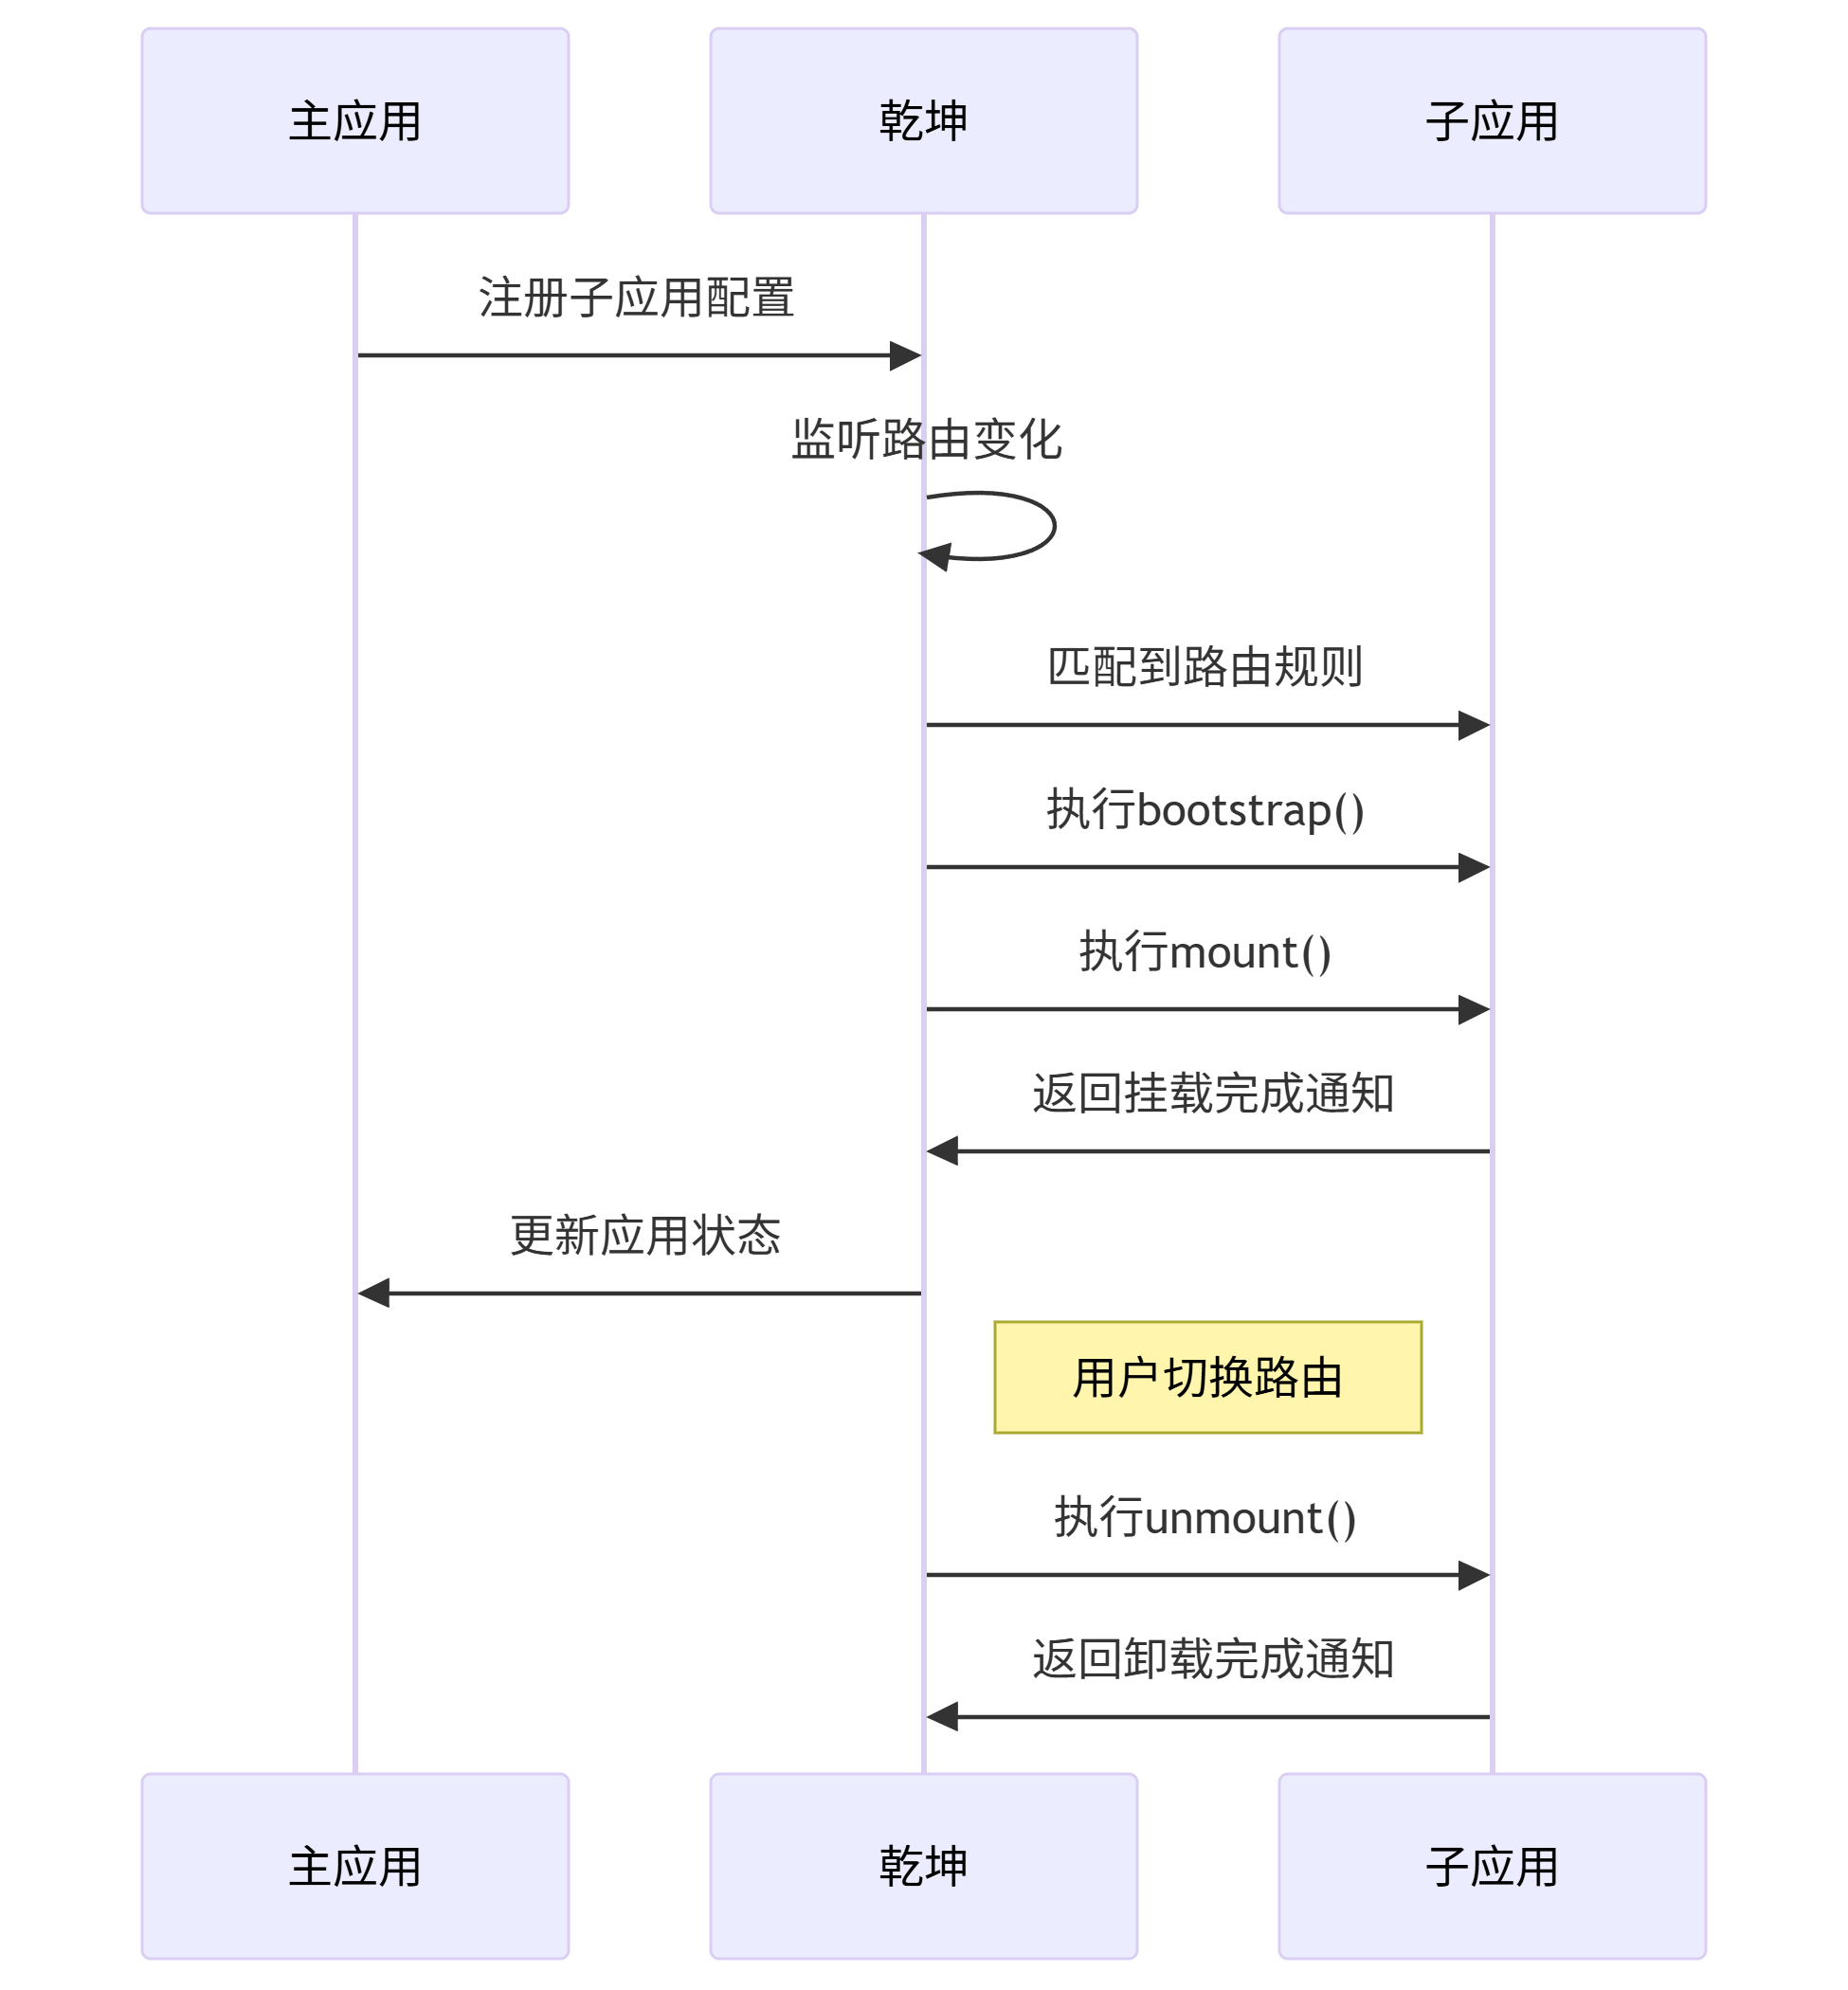 主应用
乾坤
子应用
注册子应用配置
监听路由变化
匹配到路由规则
执行bootstrap()
执行mount()
返回挂载完成通知
更新应用状态
用户切换路由
执行unmount()
返回卸载完成通知
主应用
乾坤
子应用